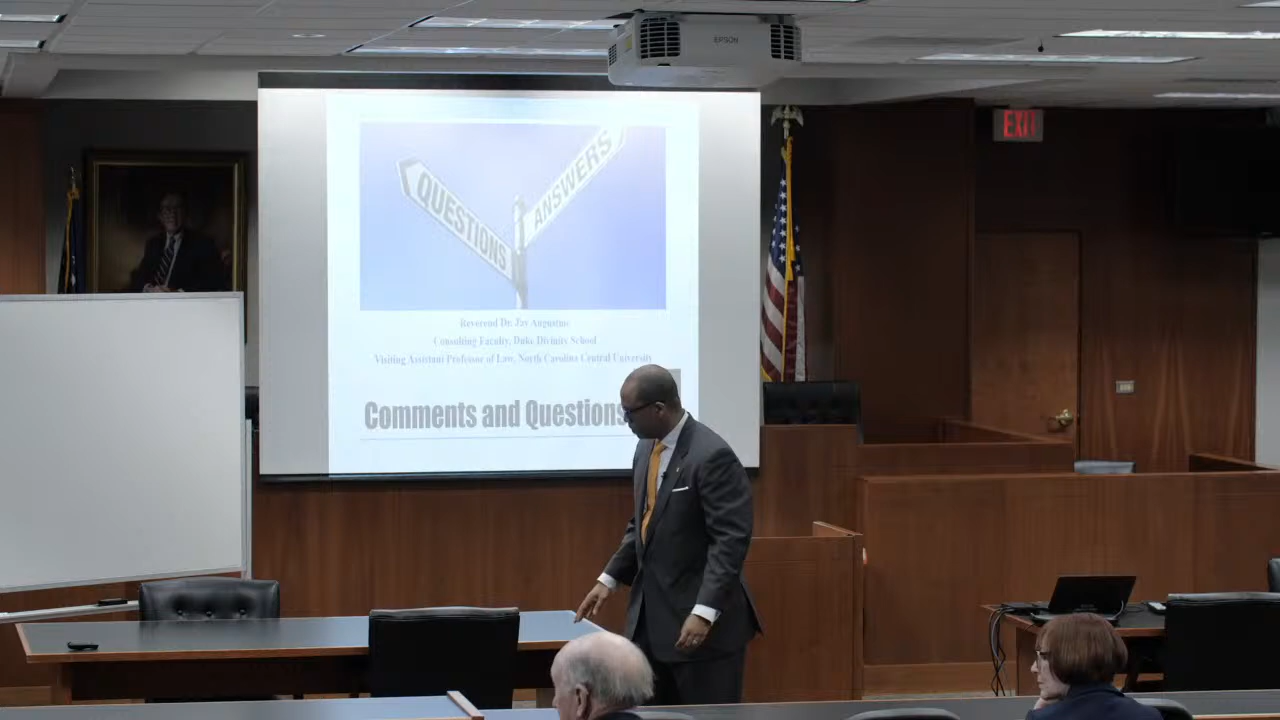 EPSON
EXIT
QUESTIONS
ANSWERS
Reverend Dr. Jay Augustine
Consulting Faculty, Duke Divinity School
Visiting Assistant Professor of Law, North Carolina Central University
Comments and Questions